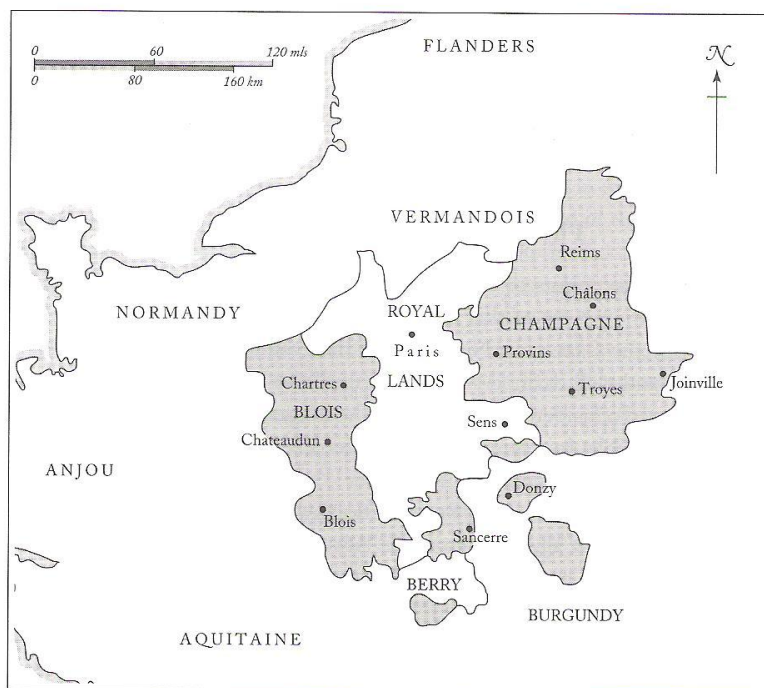 0 60 120 mls
0 80 160 km
FLANDERS
N
VERMANDOIS
Reims
Châlons
NORMANDY
ROYAL
CHAMPAGNE
Paris
Provins
Chartres
LANDS
Troyes
Joinville
BLOIS
Sens
Chateaudun
ANJOU
Donzy
Blois
Sancerre
BERRY
BURGUNDY
AQUITAINE